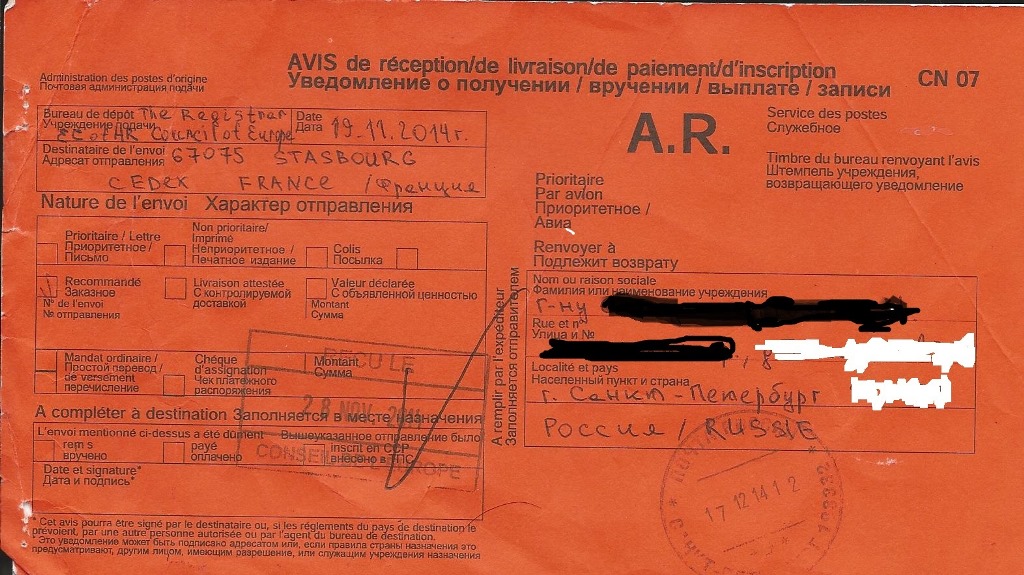 AVIS de réception/de livraison/de paiement/d'inscription
Уведомление о получении / вручении / выплате / записи
CN 07
Administration des postes d'origine
Почтовая администрация подачи
Bureau de dépôt The Registrar
Учреждение подачи ECotHR Council of Europe
Date
Дата 19.11.2014г.
Destinataire de l'envoi
Адресат отправления 67075 STASBOURG
CEDEX FRANCE /Франция
A.R.
Service des postes
Служебное
Timbre du bureau renvoyant l'avis
Штемпель учреждения,
возвращающего уведомление
Prioritaire
Par avion
Приоритетное /
Авиа
Nature de l'envoi Характер отправления
Prioritaire / Lettre
Приоритетное /
Письмо
Non prioritaire/
Imprimé
Неприоритетное /
Печатное издание
Colis
Посылка
Recommandé
Заказное
Livraison attestée
С контролируемой
доставкой
Valeur déclarée
С объявленной ценностью
N° de l'envoi
№ отправления
Montant
Сумма
Mandat ordinaire /
Простой перевод /
de versement
перечисление
Chéque
d'assignation
Чек платежного
распоряжения
Montant
Сумма
REÇU LE
28 NOV. 201
CONSEIL EUROPE
A compléter à destination Заполняется в месте назначения
L'envoi mentionné ci-dessus a été dûment
Вышеуказанное отправление было
rem s
вручено
payé
оплачено
inscrit en CCP
внесено в ТПС
Date et signature*
Дата и подпись*
* Cet avis pourra être signé par le destinataire ou, si les réglements du pays de destination le
prévoient, par une autre personne autorisée ou par l'agent du bureau de destination.
Это уведомление может быть подписано адресатом или, если правила страны назначения это
предусматривают, другим лицом, имеющим разрешение, или служащим учреждения назначения
A remplir par l'expéditeur
Заполняется отправителем
Renvoyer à
Подлежит возврату
Nom ou raison sociale
Фамилия или наименование учреждения
Г-ну
Rue et n°
Улица и №
Localité et pays
Населенный пункт и страна
г. Санкт-Петербург
Россия / RUSSIE
17 12 14 12